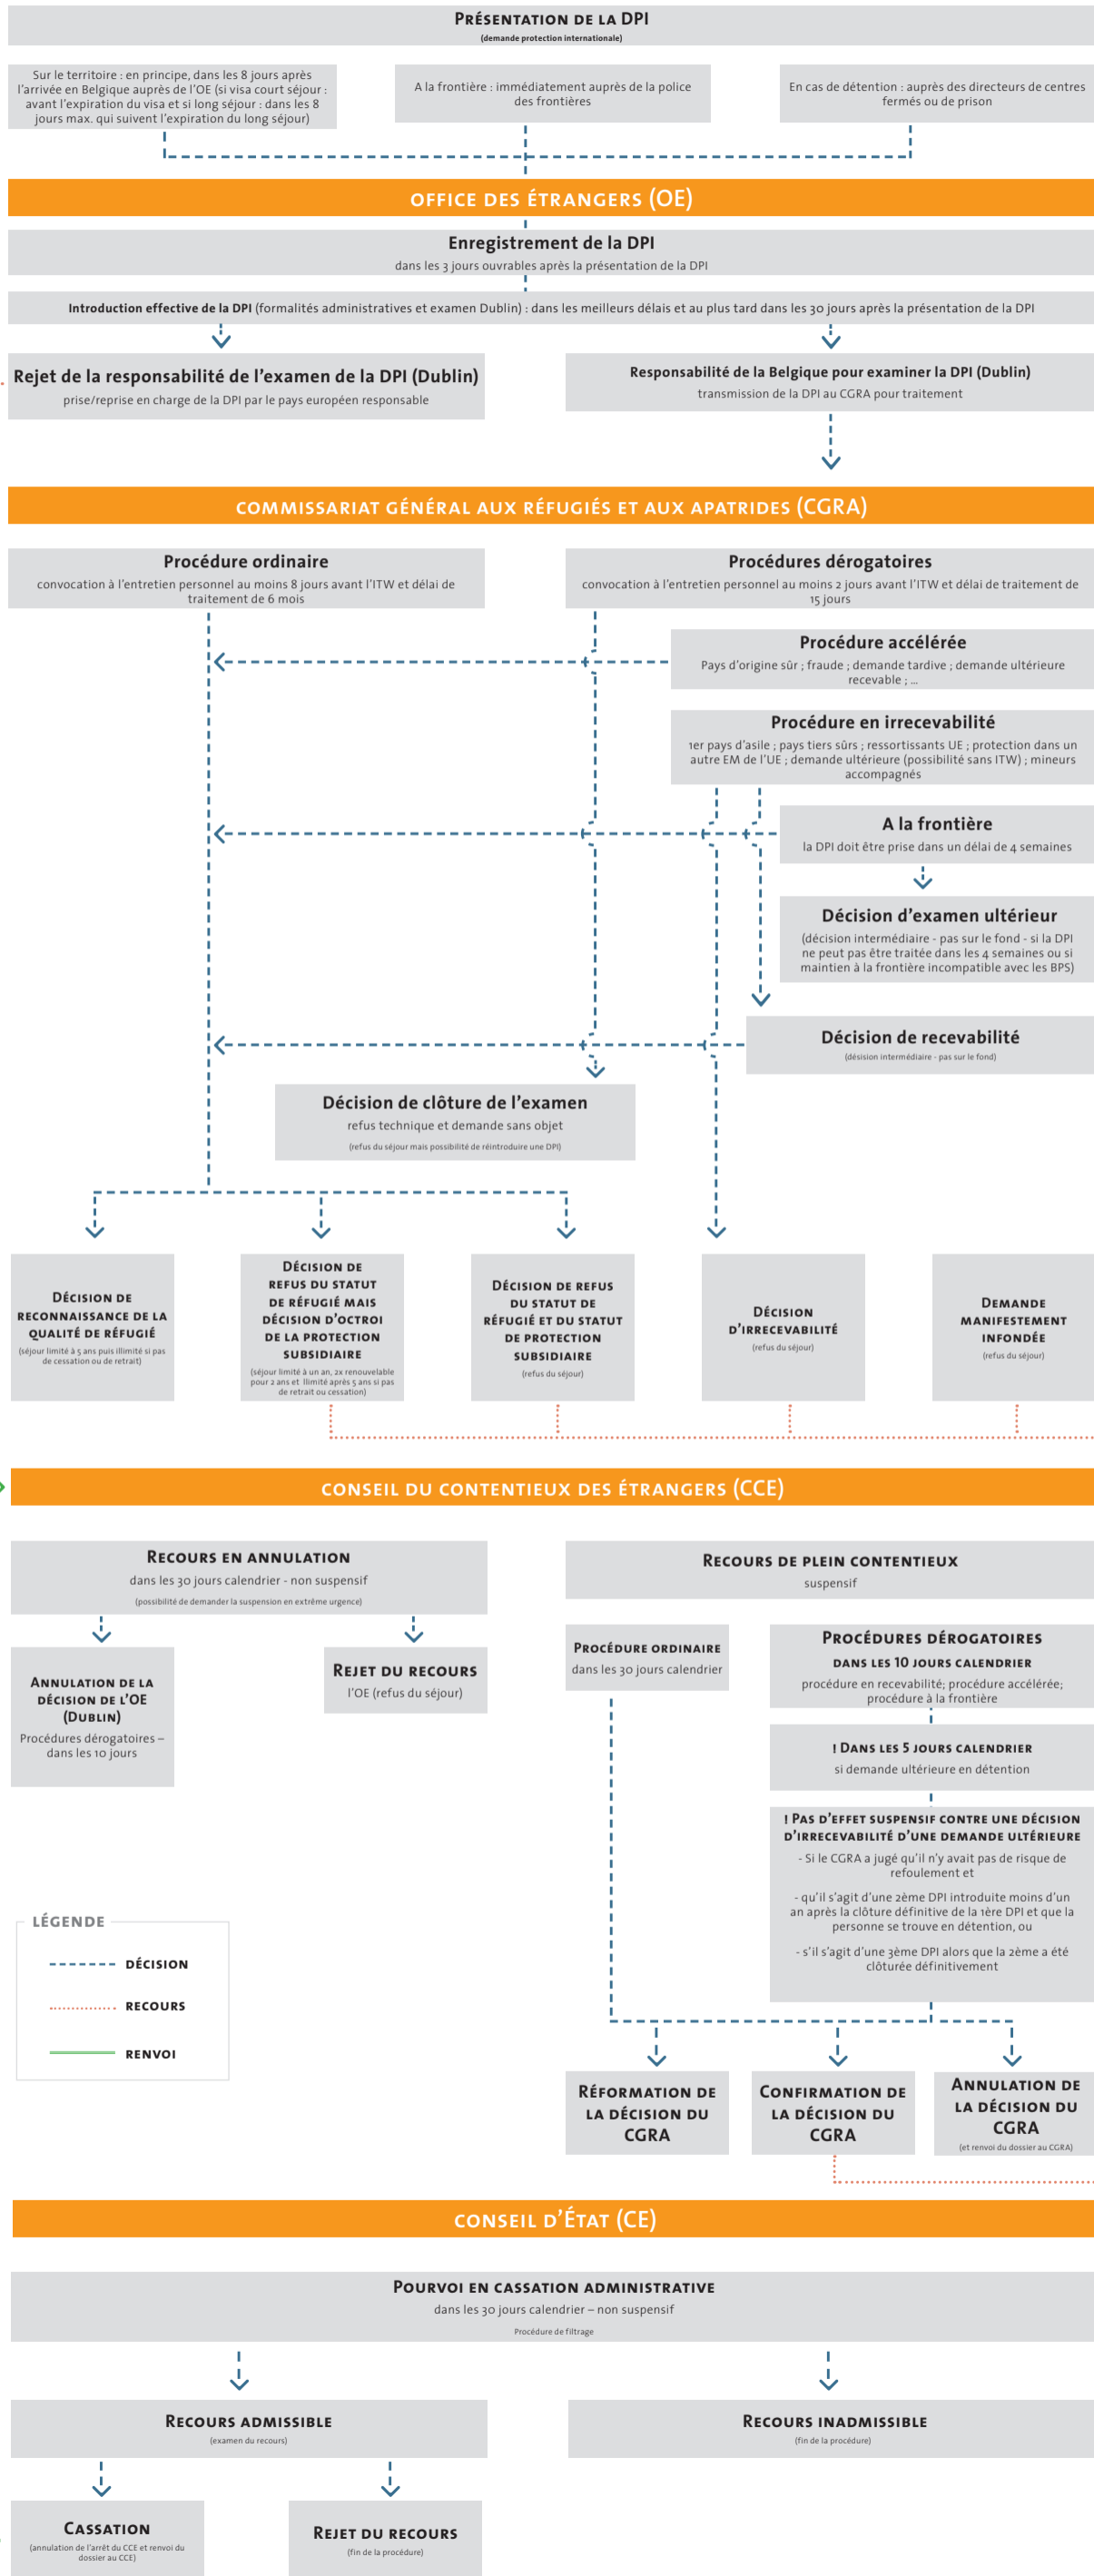 PRÉSENTATION DE LA DPI
(demande protection internationale)
Sur le territoire : en principe, dans les 8 jours après
l'arrivée en Belgique auprès de l'OE (si visa court séjour :
avant l'expiration du visa et si long séjour : dans les 8
jours max. qui suivent l'expiration du long séjour)
A la frontière : immédiatement auprès de la police
des frontières
En cas de détention : auprès des directeurs de centres
fermés ou de prison
OFFICE DES ÉTRANGERS (OE)
Enregistrement de la DPI
dans les 3 jours ouvrables après la présentation de la DPI
Introduction effective de la DPI (formalités administratives et examen Dublin) : dans les meilleurs délais et au plus tard dans les 30 jours après la présentation de la DPI
Rejet de la responsabilité de l'examen de la DPI (Dublin)
prise/reprise en charge de la DPI par le pays européen responsable
Responsabilité de la Belgique pour examiner la DPI (Dublin)
transmission de la DPI au CGRA pour traitement
COMMISSARIAT GÉNÉRAL AUX RÉFUGIÉS ET AUX APATRIDES (CGRA)
Procédure ordinaire
convocation à l'entretien personnel au moins 8 jours avant l'ITW et délai de
traitement de 6 mois
Procédures dérogatoires
convocation à l'entretien personnel au moins 2 jours avant l'ITW et délai de traitement de
15 jours
Procédure accélérée
Pays d'origine sûr ; fraude ; demande tardive ; demande ultérieure
recevable ; ...
Procédure en irrecevabilité
1er pays d'asile ; pays tiers sûrs ; ressortissants UE ; protection dans un
autre EM de l'UE ; demande ultérieure (possibilité sans ITW) ; mineurs
accompagnés
A la frontière
la DPI doit être prise dans un délai de 4 semaines
Décision d'examen ultérieur
(décision intermédiaire - pas sur le fond - si la DPI
ne peut pas être traitée dans les 4 semaines ou si
maintien à la frontière incompatible avec les BPS)
Décision de recevabilité
(désision intermédiaire - pas sur le fond)
Décision de clôture de l'examen
refus technique et demande sans objet
(refus du séjour mais possibilité de réintroduire une DPI)
DÉCISION DE
RECONNAISSANCE DE LA
QUALITÉ DE RÉFUGIÉ
(séjour limité à 5 ans puis illimité si pas
de cessation ou de retrait)
DÉCISION DE
REFUS DU STATUT
DE RÉFUGIÉ MAIS
DÉCISION D'OCTROI
DE LA PROTECTION
SUBSIDIAIRE
(séjour limité à un an, 2x renouvelable
pour 2 ans et llimité après 5 ans si pas
de retrait ou cessation)
DÉCISION DE REFUS
DU STATUT DE
RÉFUGIÉ ET DU STATUT
DE PROTECTION
SUBSIDIAIRE
(refus du séjour)
DÉCISION
D'IRRECEVABILITÉ
(refus du séjour)
DEMANDE
MANIFESTEMENT
INFONDÉE
(refus du séjour)
CONSEIL DU CONTENTIEUX DES ÉTRANGERS (CCE)
RECOURS EN ANNULATION
dans les 30 jours calendrier - non suspensif
(possibilité de demander la suspension en extrême urgence)
RECOURS DE PLEIN CONTENTIEUX
suspensif
ANNULATION DE LA
DÉCISION DE L'OE
(DUBLIN)
Procédures dérogatoires –
dans les 10 jours
REJET DU RECOURS
l'OE (refus du séjour)
PROCÉDURE ORDINAIRE
dans les 30 jours calendrier
PROCÉDURES DÉROGATOIRES
DANS LES 10 JOURS CALENDRIER
procédure en recevabilité; procédure accélérée;
procédure à la frontière
! DANS LES 5 JOURS CALENDRIER
si demande ultérieure en détention
! PAS D'EFFET SUSPENSIF CONTRE UNE DÉCISION
D'IRRECEVABILITÉ D'UNE DEMANDE ULTÉRIEURE
- Si le CGRA a jugé qu'il n'y avait pas de risque de
refoulement et
- qu'il s'agit d'une 2ème DPI introduite moins d'un
an après la clôture définitive de la 1ère DPI et que la
personne se trouve en détention, ou
- s'il s'agit d'une 3ème DPI alors que la 2ème a été
clôturée définitivement
LÉGENDE
DÉCISION
RECOURS
RENVOI
RÉFORMATION DE
LA DÉCISION DU
CGRA
CONFIRMATION DE
LA DÉCISION DU
CGRA
ANNULATION DE
LA DÉCISION DU
CGRA
(et renvoi du dossier au CGRA)
CONSEIL D'ÉTAT (CE)
POURVOI EN CASSATION ADMINISTRATIVE
dans les 30 jours calendrier – non suspensif
Procédure de filtrage
RECOURS ADMISSIBLE
(examen du recours)
RECOURS INADMISSIBLE
(fin de la procédure)
CASSATION
(annulation de l'arrêt du CCE et renvoi du
dossier au CCE)
REJET DU RECOURS
(fin de la procédure)